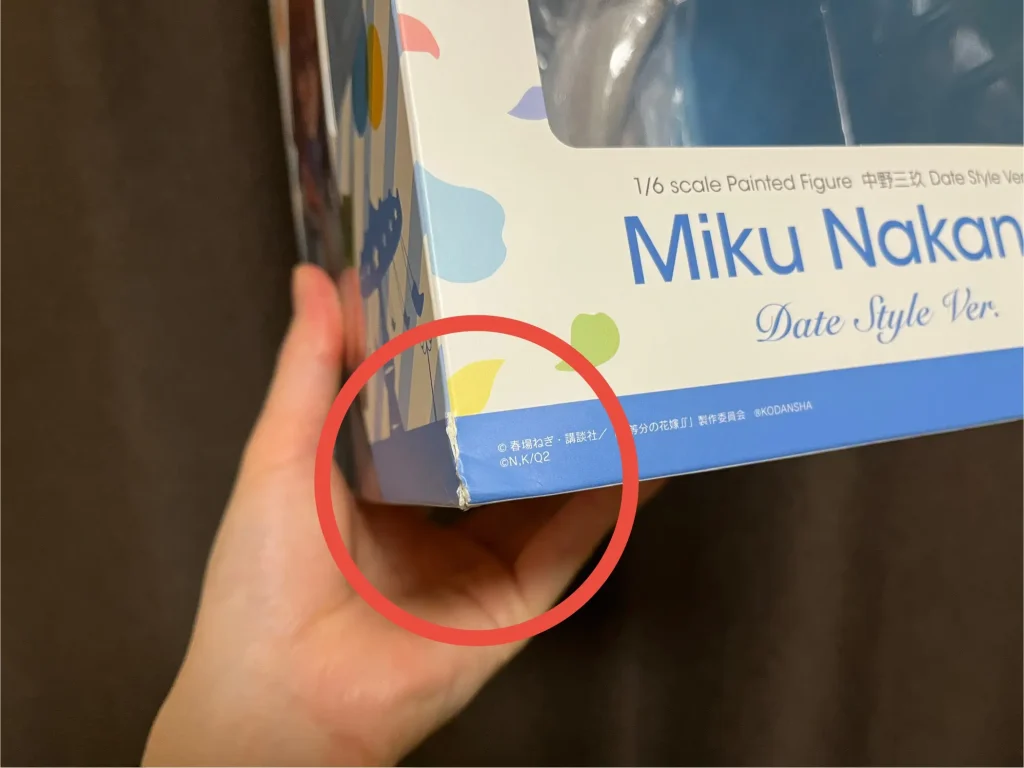 1/6 scale Painted Figure 中野三玖 Date Style Ver
Miku Nakan
Date Style Ver.
© 春場ねぎ・講談社／ 等分の花嫁∬」製作委員会 ®KODANSHA
©N.K/Q2